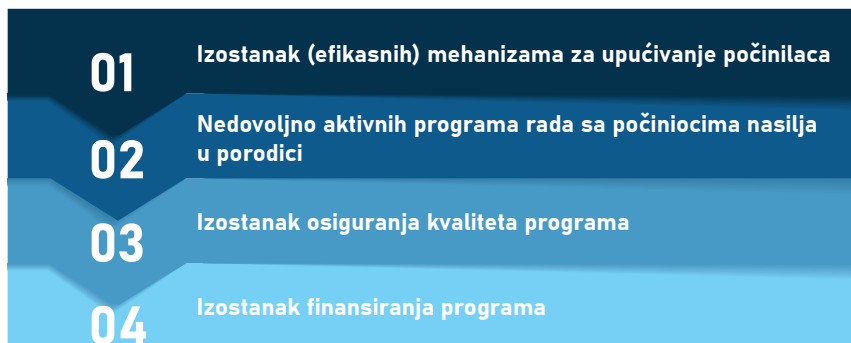 01
Izostanak (efikasnih) mehanizama za upućivanje počinilaca
02
Nedovoljno aktivnih programa rada sa počiniocima nasilja
u porodici
03
Izostanak osiguranja kvaliteta programa
04
Izostanak finansiranja programa